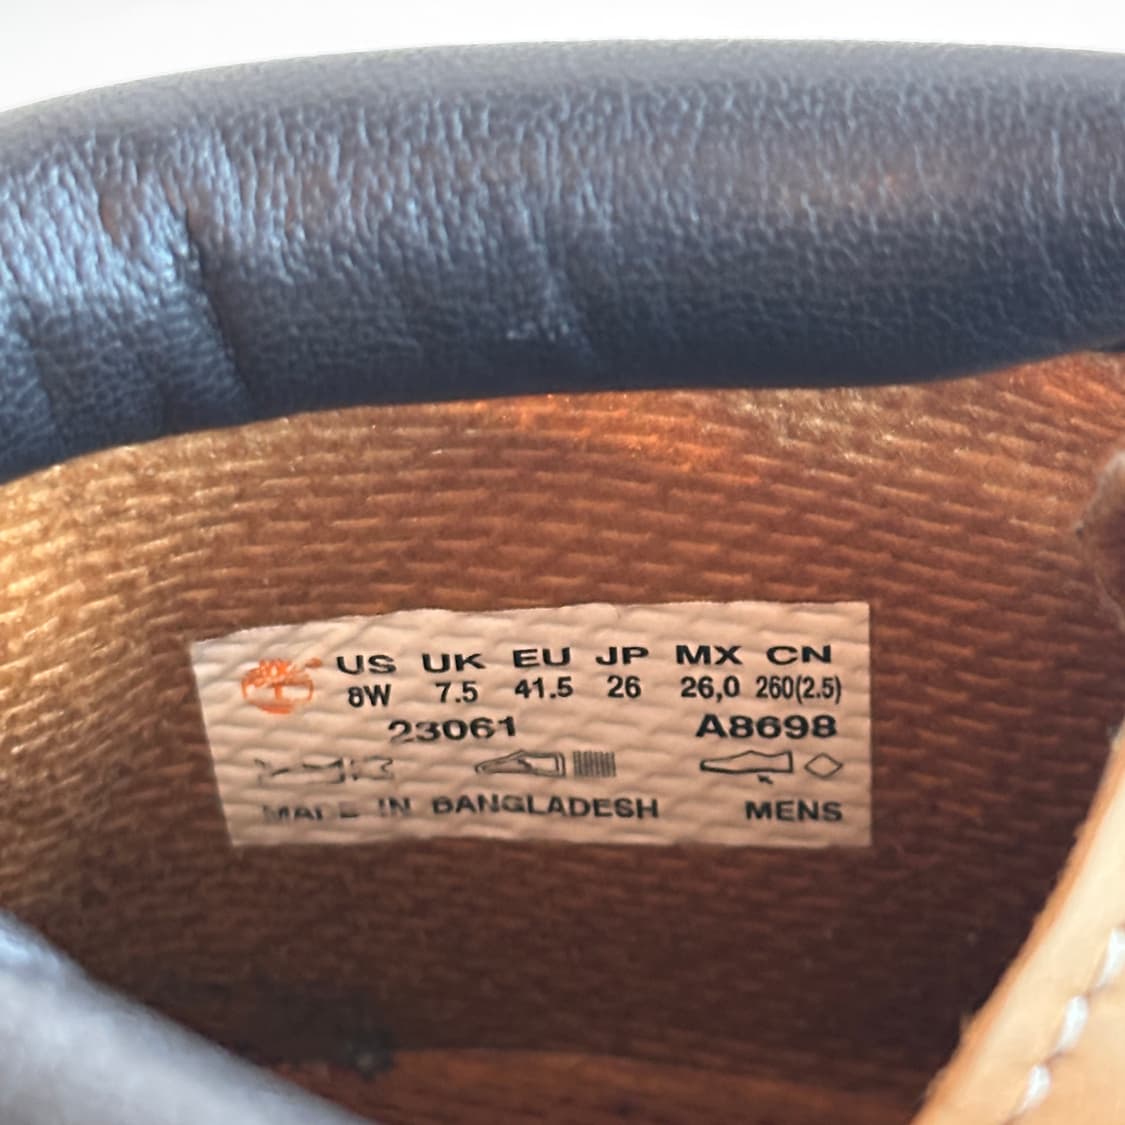 US UK EU JP MX CN
8W 7.5 41.5 26 26,0 260(2.5)
23061 A8698
MADE IN BANGLADESH MENS